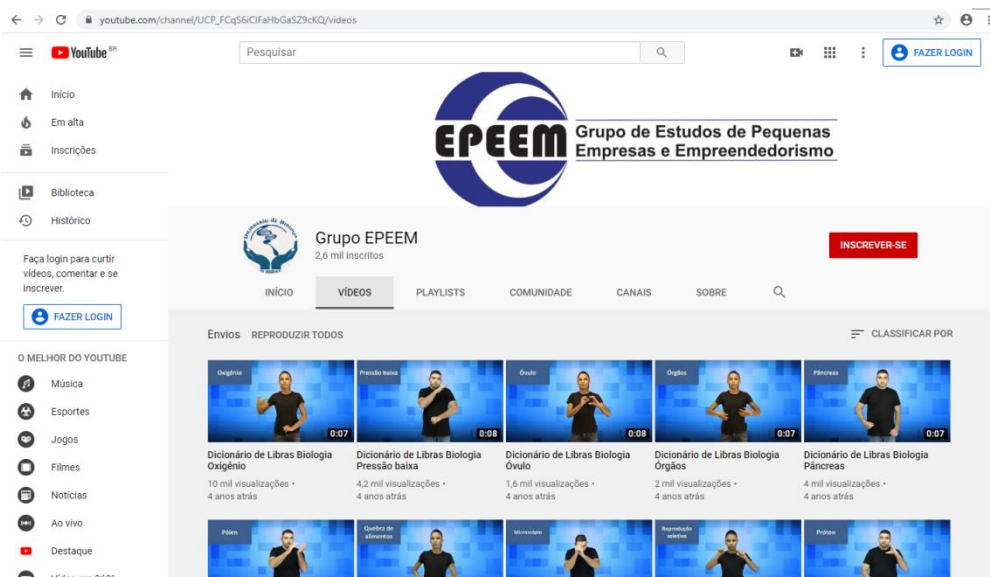 youtube.com/channel/UCP_FCqS6iCIFaHbGaSZ9cKQ/videos
YouTube BR
Pesquisar
FAZER LOGIN
Início
Em alta
Inscrições
Biblioteca
Histórico
Faça login para curtir
vídeos, comentar e se
inscrever.
FAZER LOGIN
O MELHOR DO YOUTUBE
Música
Esportes
Jogos
Filmes
Notícias
Ao vivo
Destaque
EPEEM
Grupo de Estudos de Pequenas
Empresas e Empreendedorismo
Grupo EPEEM
2,6 mil inscritos
INSCREVER-SE
INÍCIO VÍDEOS PLAYLISTS COMUNIDADE CANAIS SOBRE
Envios REPRODUZIR TODOS
CLASSIFICAR POR
Oxigênio
0:07
Dicionário de Libras Biologia
Oxigênio
10 mil visualizações •
4 anos atrás
Pressão baixa
0:08
Dicionário de Libras Biologia
Pressão baixa
4,2 mil visualizações •
4 anos atrás
Óvulo
0:08
Dicionário de Libras Biologia
Óvulo
1,6 mil visualizações •
4 anos atrás
Órgãos
0:07
Dicionário de Libras Biologia
Órgãos
2 mil visualizações •
4 anos atrás
Pâncreas
0:07
Dicionário de Libras Biologia
Pâncreas
4 mil visualizações •
4 anos atrás
Pólen
Quebra de
alimentos
Microscópio
Reprodução
seletiva
Próton